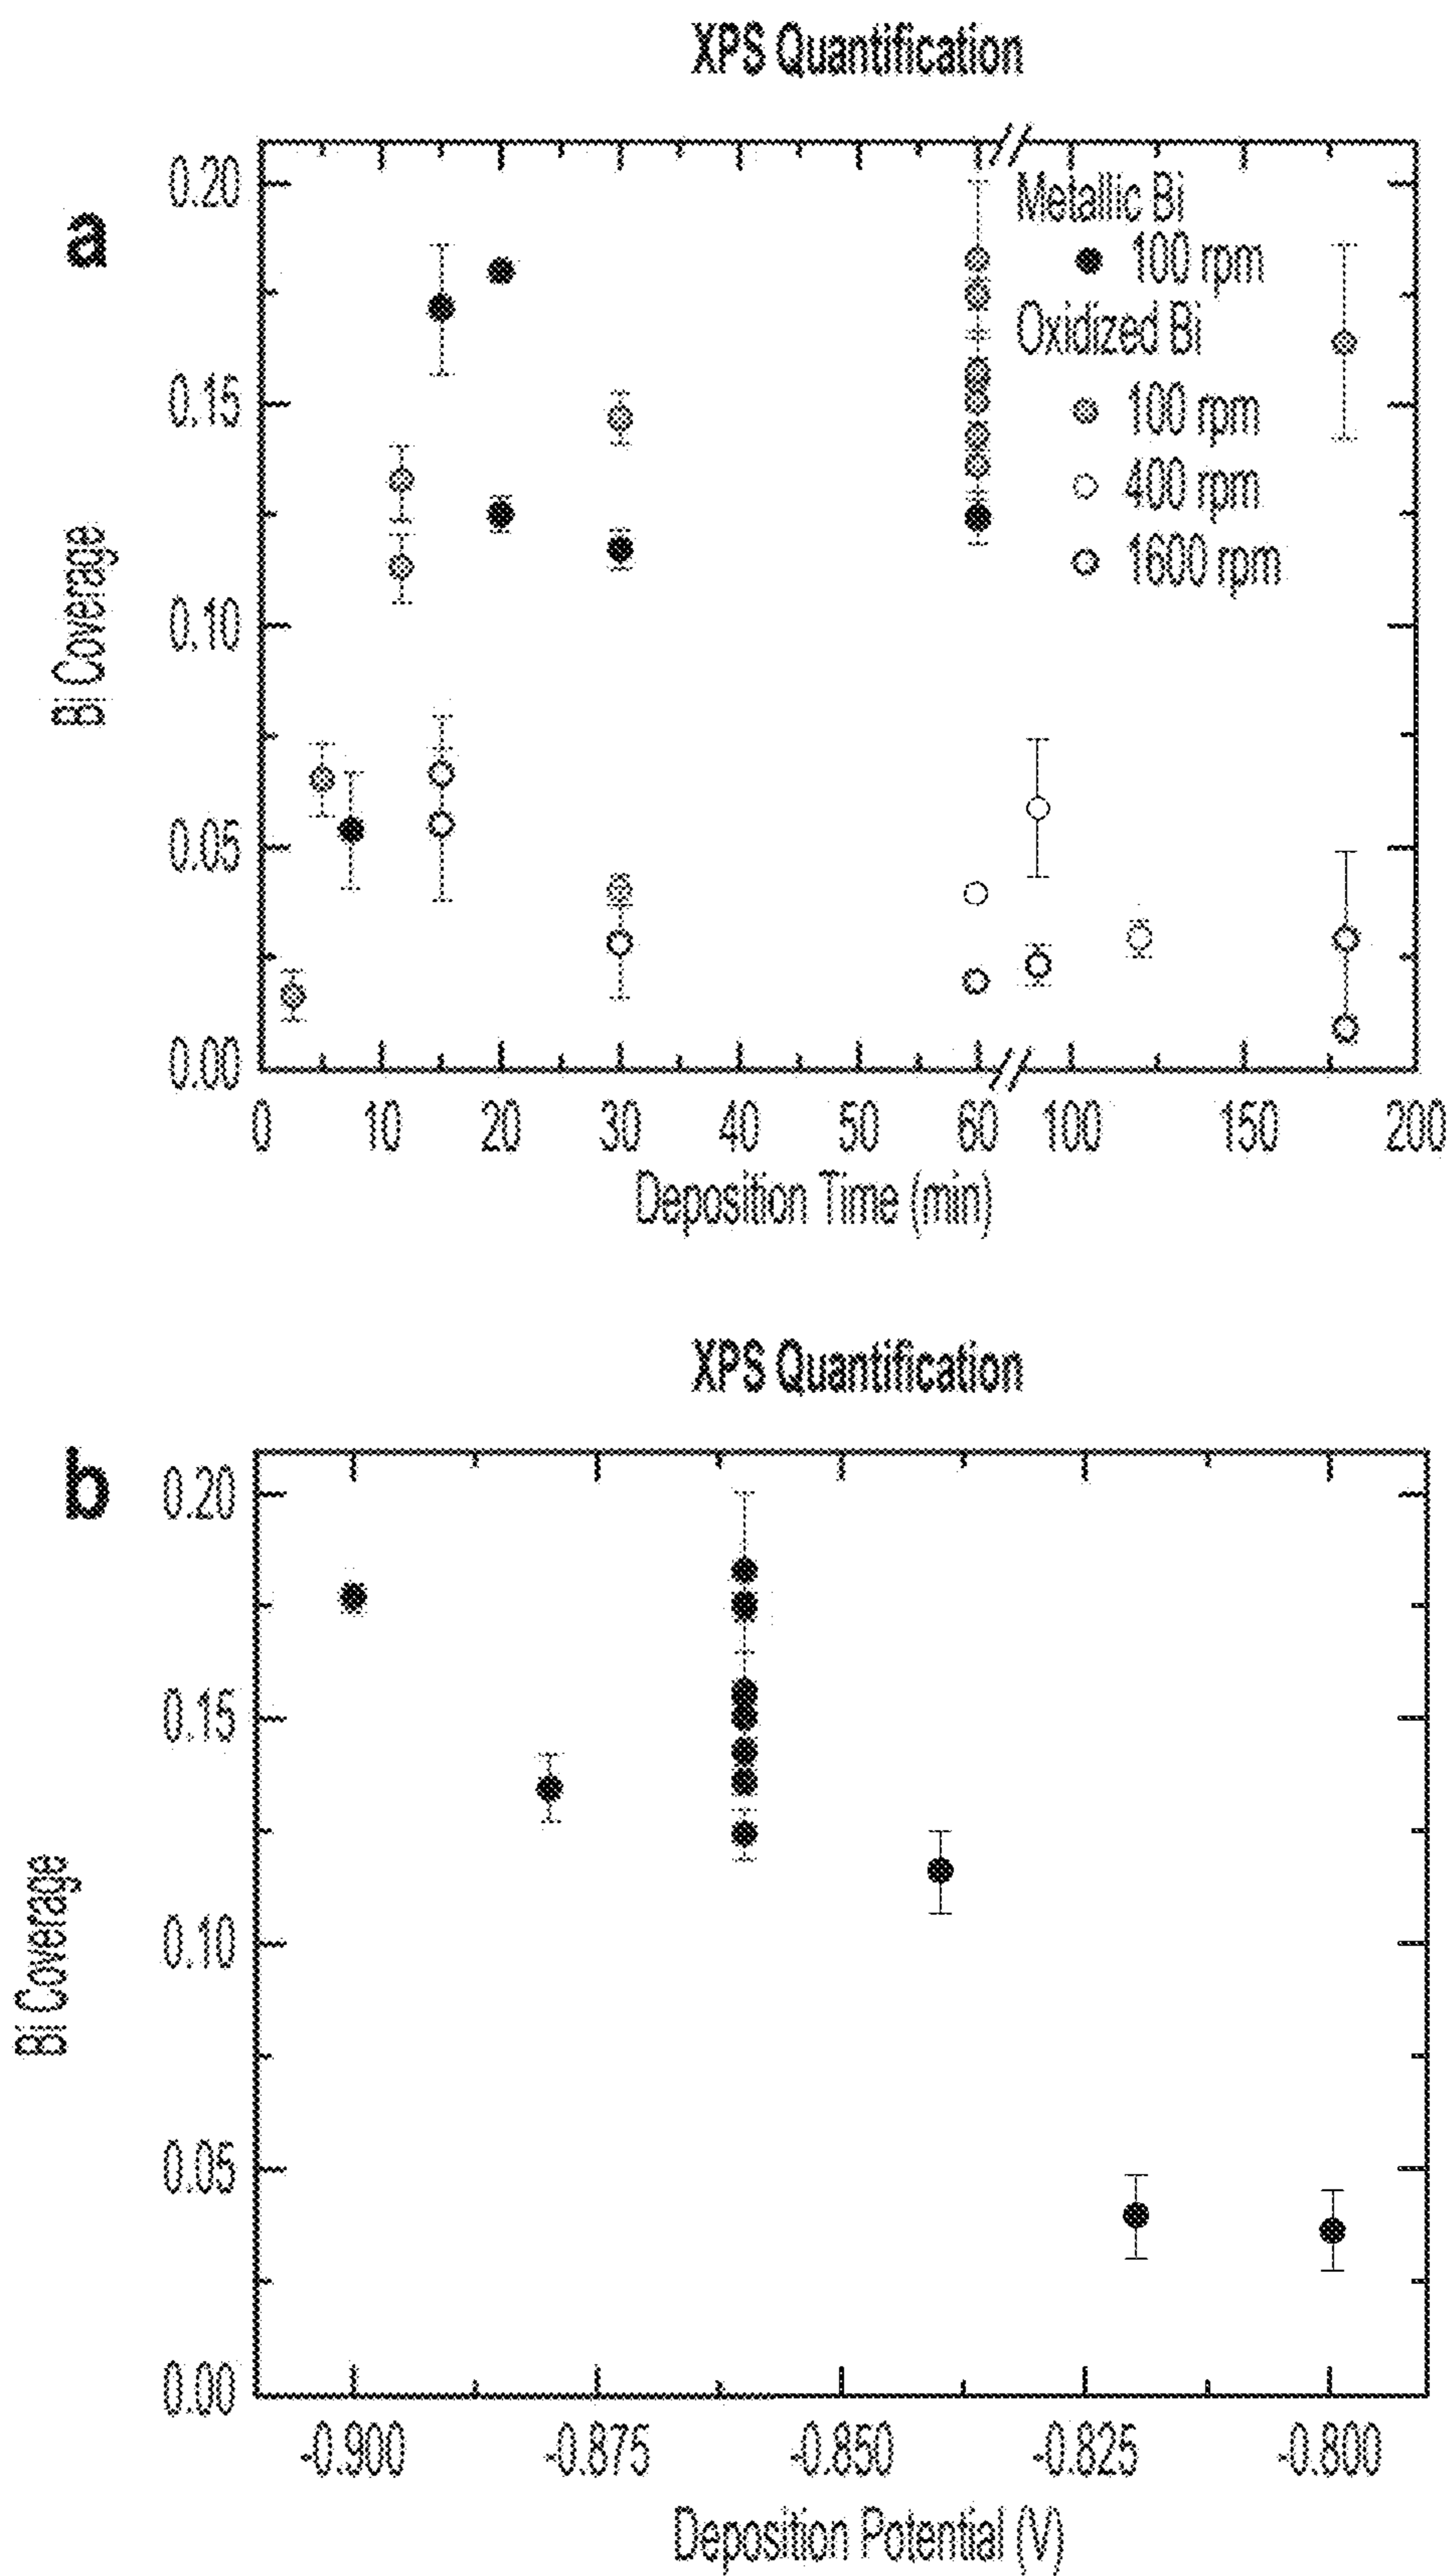 XPS Quantification
a
0.20
0.15
0.10
0.05
0.00
Bi Coverage
Metallic Bi
100 rpm
Oxidized Bi
100 rpm
400 rpm
1600 rpm
0 10 20 30 40 50 60 100 150 200
Deposition Time (min)
XPS Quantification
b
0.20
0.15
0.10
0.05
0.00
Bi Coverage
-0.900 -0.875 -0.850 -0.825 -0.800
Deposition Potential (V)